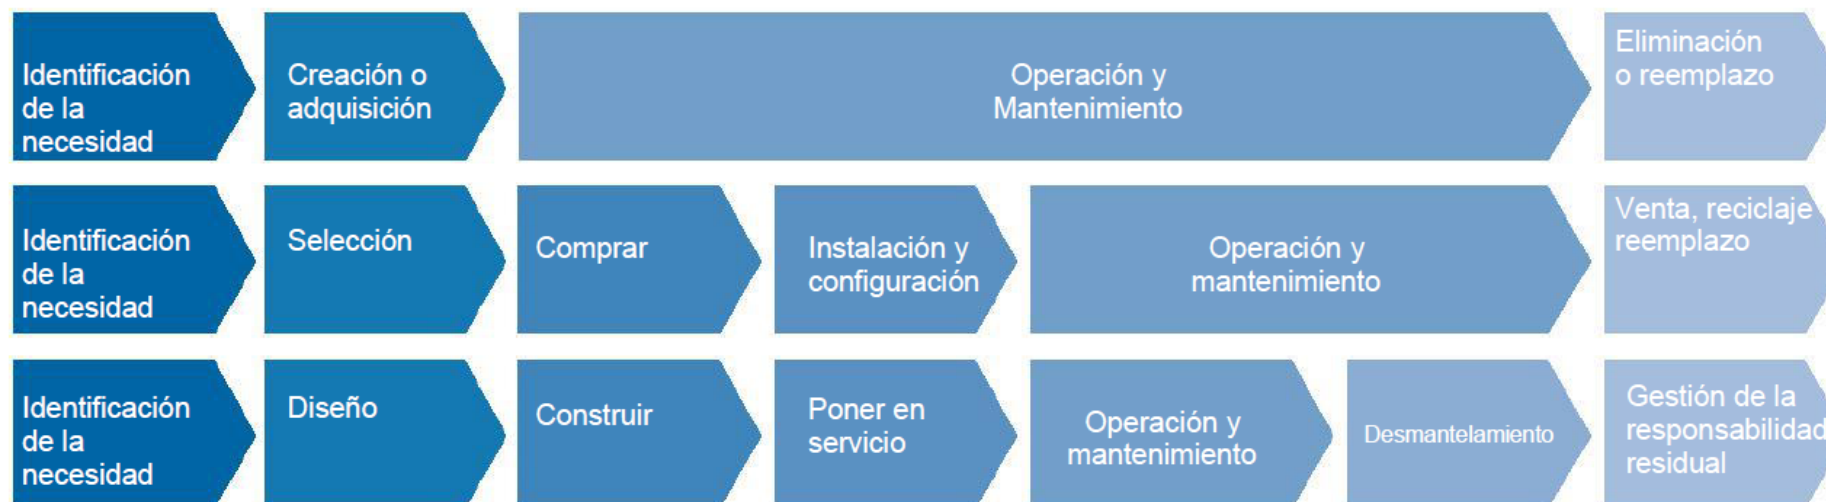 Identificación
de la
necesidad
Creación o
adquisición
Operación y
Mantenimiento
Eliminación
o reemplazo
Identificación
de la
necesidad
Selección
Comprar
Instalación y
configuración
Operación y
mantenimiento
Venta, reciclaje
reemplazo
Identificación
de la
necesidad
Diseño
Construir
Poner en
servicio
Operación y
mantenimiento
Desmantelamiento
Gestión de la
responsabilidad
residual